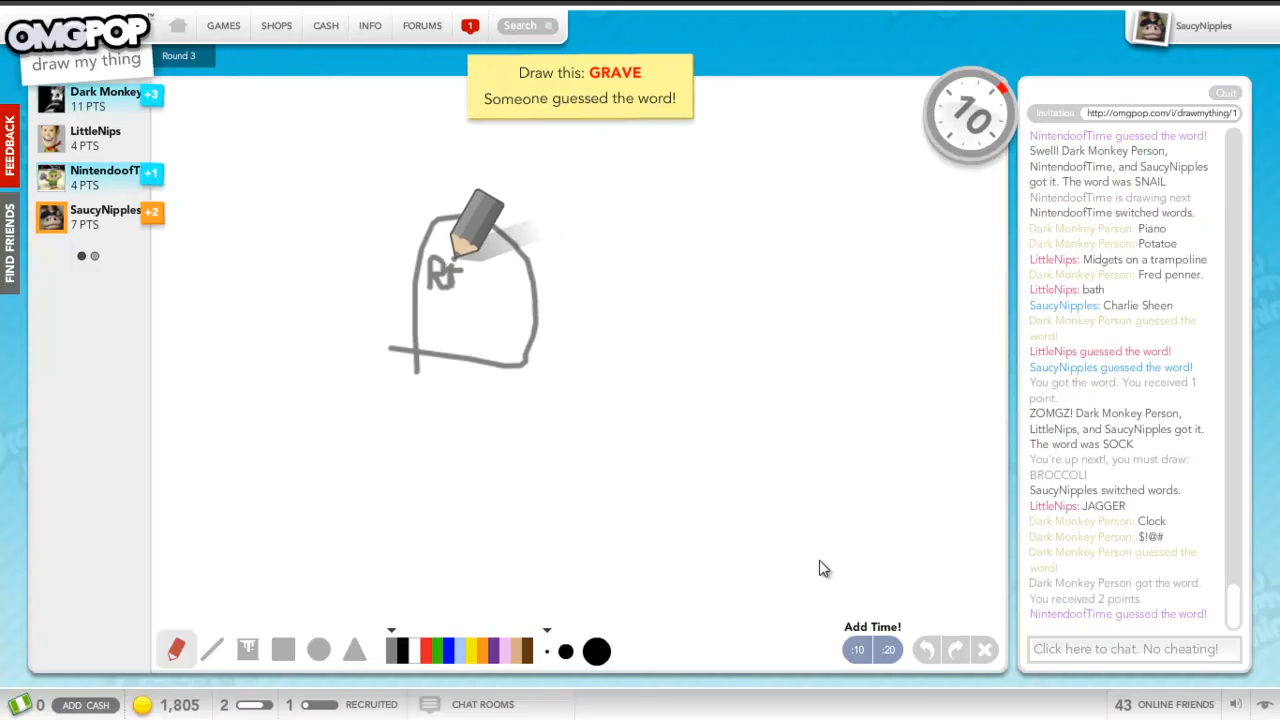 OMGPOP
GAMES
SHOPS
CASH
INFO
FORUMS
1
Search
SaucyNipples
draw my thing
Round 3
Draw this: GRAVE
Someone guessed the word!
10
FEEDBACK
FIND FRIENDS
Dark Monkey
11 PTS
+3
LittleNips
4 PTS
NintendoofT
4 PTS
+1
SaucyNipples
7 PTS
+2
Quit
Invitation http://omgpop.com/i/drawmything/1
NintendoofTime guessed the word!
Swell! Dark Monkey Person,
NintendoofTime, and SaucyNipples
got it. The word was SNAIL
NintendoofTime is drawing next
NintendoofTime switched words.
Dark Monkey Person: Piano
Dark Monkey Person: Potatoe
LittleNips: Midgets on a trampoline
Dark Monkey Person: Fred penner.
LittleNips: bath
SaucyNipples: Charlie Sheen
Dark Monkey Person guessed the
word!
LittleNips guessed the word!
SaucyNipples guessed the word!
You got the word. You received 1
point.
ZOMGZ! Dark Monkey Person,
LittleNips, and SaucyNipples got it.
The word was SOCK
You're up next!, you must draw:
BROCCOLI
SaucyNipples switched words.
LittleNips: JAGGER
Dark Monkey Person: Clock
Dark Monkey Person: $!@#
Dark Monkey Person guessed the
word!
Dark Monkey Person got the word.
You received 2 points.
NintendoofTime guessed the word!
Click here to chat. No cheating!
Add Time!
:10
:20
0
ADD CASH
1,805
2
1
RECRUITED
CHAT ROOMS
43 ONLINE FRIENDS